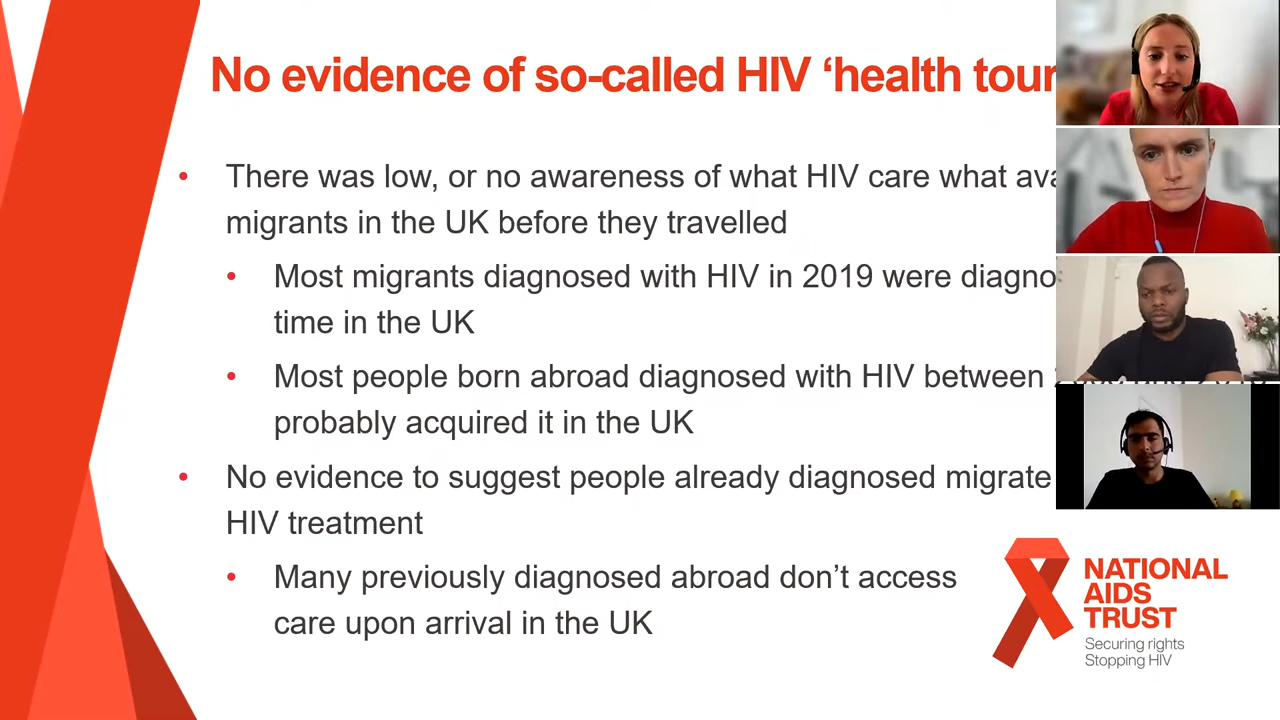 No evidence of so-called HIV ‘health tour
There was low, or no awareness of what HIV care what ava
migrants in the UK before they travelled
Most migrants diagnosed with HIV in 2019 were diagno
time in the UK
Most people born abroad diagnosed with HIV between
probably acquired it in the UK
No evidence to suggest people already diagnosed migrate
HIV treatment
Many previously diagnosed abroad don’t access
care upon arrival in the UK
NATIONAL
AIDS
TRUST
Securing rights
Stopping HIV